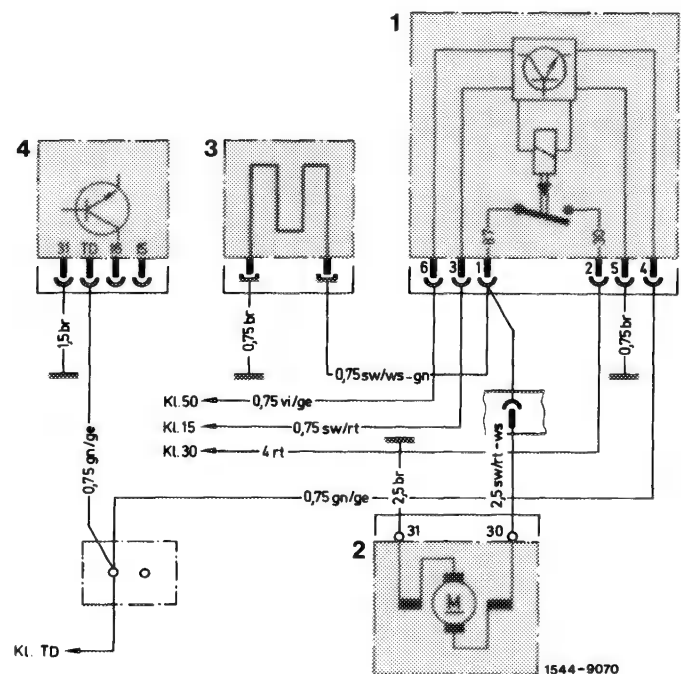 1
4
3
31 TD 16 15
87 30
6 3 1 2 5 4
1,5 br
0,75 br
0,75 sw/ws-gn
0,75 br
Kl.50 0,75 vi/ge
Kl.15 0,75 sw/rt
Kl.30 4 rt
0,75 gn/ge
0,75 gn/ge
2,5 br
2,5 sw/rt-ws
31 30
2
M
Kl. TD
1544-9070